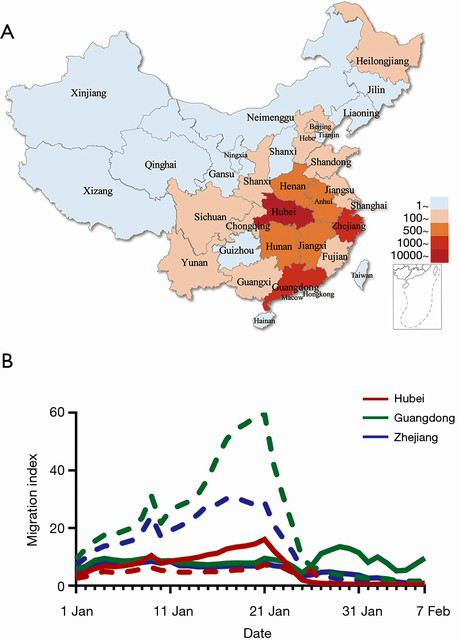 A
Heilongjiang
Jilin
Xinjiang
Liaoning
Neimenggu
Beijing
Tianjin
Hebe
Ningxia
Shanxi
Qinghai
Shandong
Gansu
Shanxi
Henan
Jiangsu
Xizang
Anhui
Shanghai
Hubei
Sichuan
Chongqing
Zhejiang
Hunan
Jiangxi
Guizhou
Fujian
Yunan
Taiwan
Guangxi
Guangdong
Hongkong
Macow
Hainan
1~
100~
500~
1000~
10000~
B
Migration index
60
40
20
0
Hubei
Guangdong
Zhejiang
1 Jan
11 Jan
21 Jan
31 Jan
7 Feb
Date